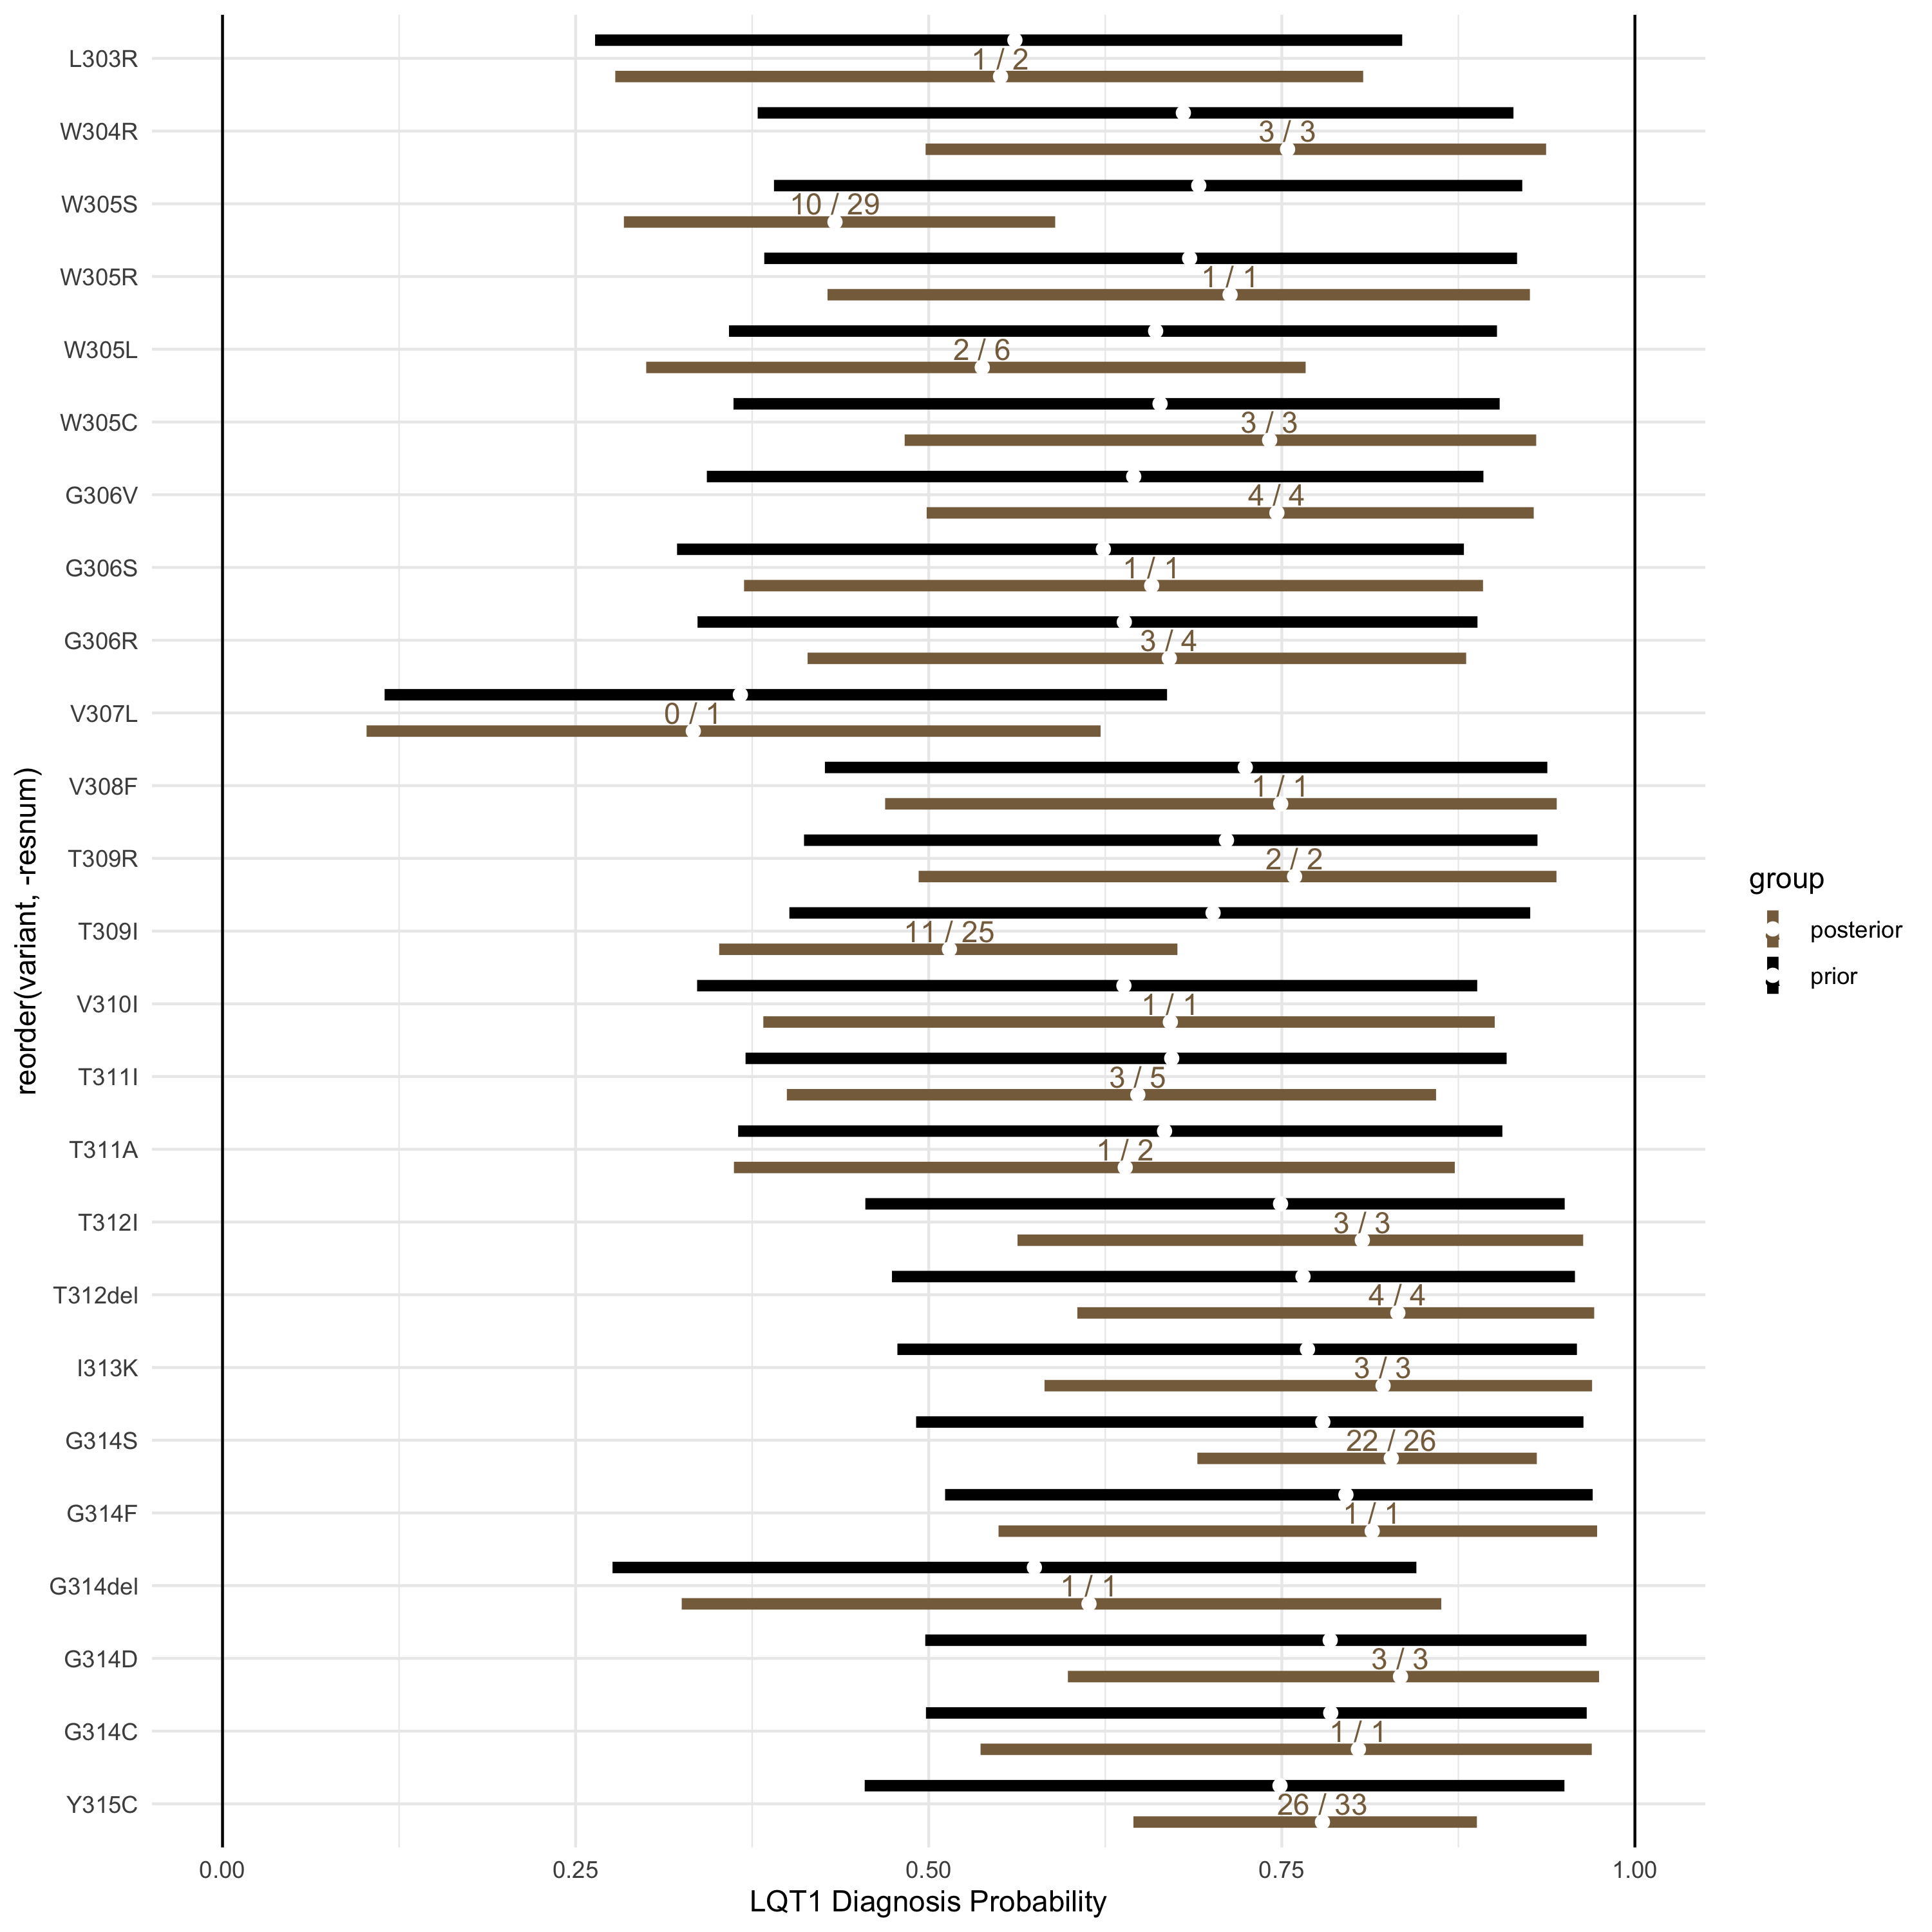 L303R
1 / 2
W304R
3 / 3
W305S
10 / 29
W305R
1 / 1
W305L
2 / 6
W305C
3 / 3
G306V
4 / 4
G306S
1 / 1
G306R
3 / 4
V307L
0 / 1
V308F
1 / 1
T309R
2 / 2
T309I
11 / 25
V310I
1 / 1
T311I
3 / 5
T311A
1 / 2
T312I
3 / 3
T312del
4 / 4
I313K
3 / 3
G314S
22 / 26
G314F
1 / 1
G314del
1 / 1
G314D
3 / 3
G314C
1 / 1
Y315C
26 / 33
reorder(variant, -resnum)
0.00 0.25 0.50 0.75 1.00
LQT1 Diagnosis Probability
group
posterior
prior